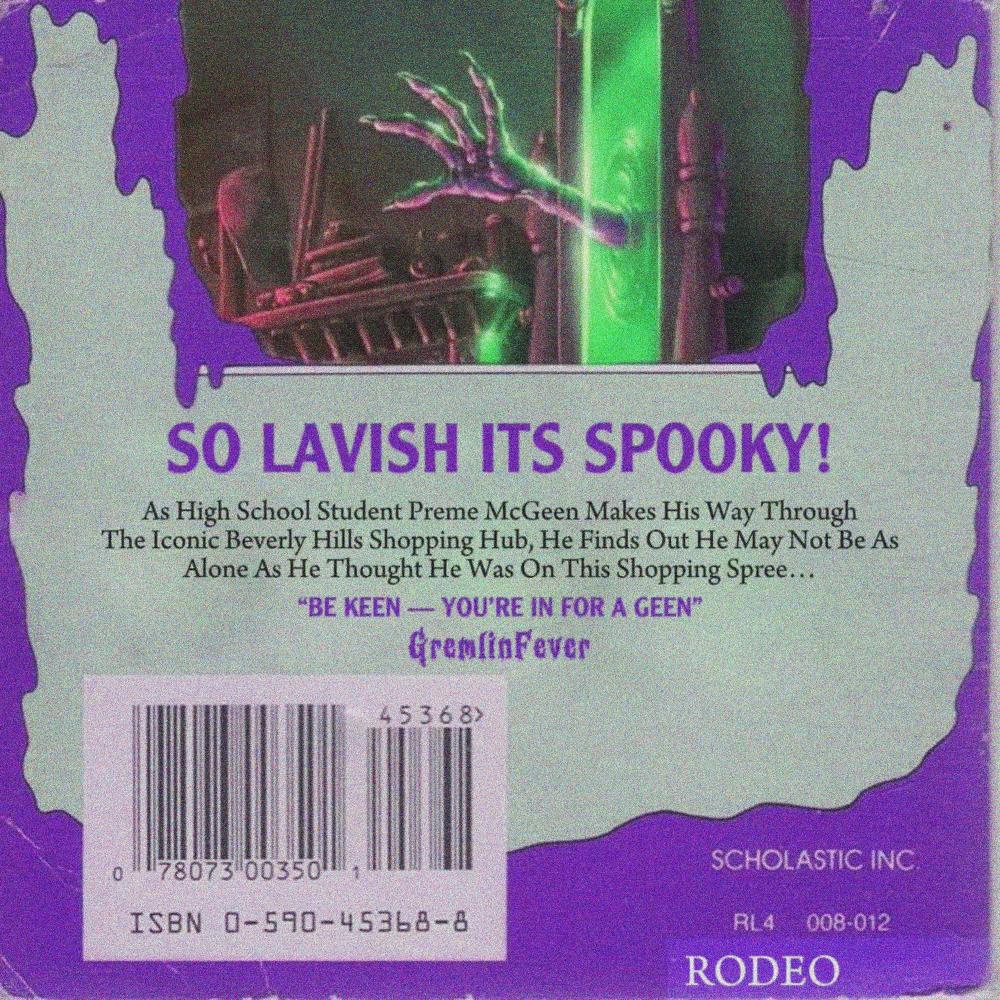 SO LAVISH ITS SPOOKY!
As High School Student Preme McGeen Makes His Way Through
The Iconic Beverly Hills Shopping Hub, He Finds Out He May Not Be As
Alone As He Thought He Was On This Shopping Spree...
“BE KEEN — YOU'RE IN FOR A GEEN”
GremlinFever
45368>
0 78073 00350 1
ISBN 0-590-45368-8
SCHOLASTIC INC.
RL4 008-012
RODEO